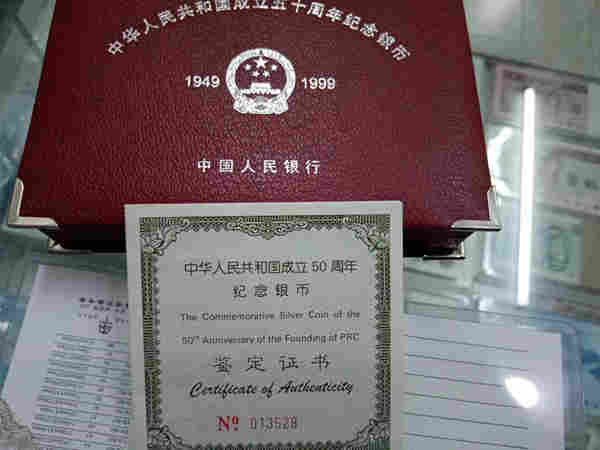 中华人民共和国成立五十周年纪念银币
1949 1999
中国人民银行
中华人民共和国成立50周年
纪念银币
The Commemorative Silver Coin of the
50th Anniversary of the Founding of PRC
鉴定证书
Certificate of Authenticity
No 013528